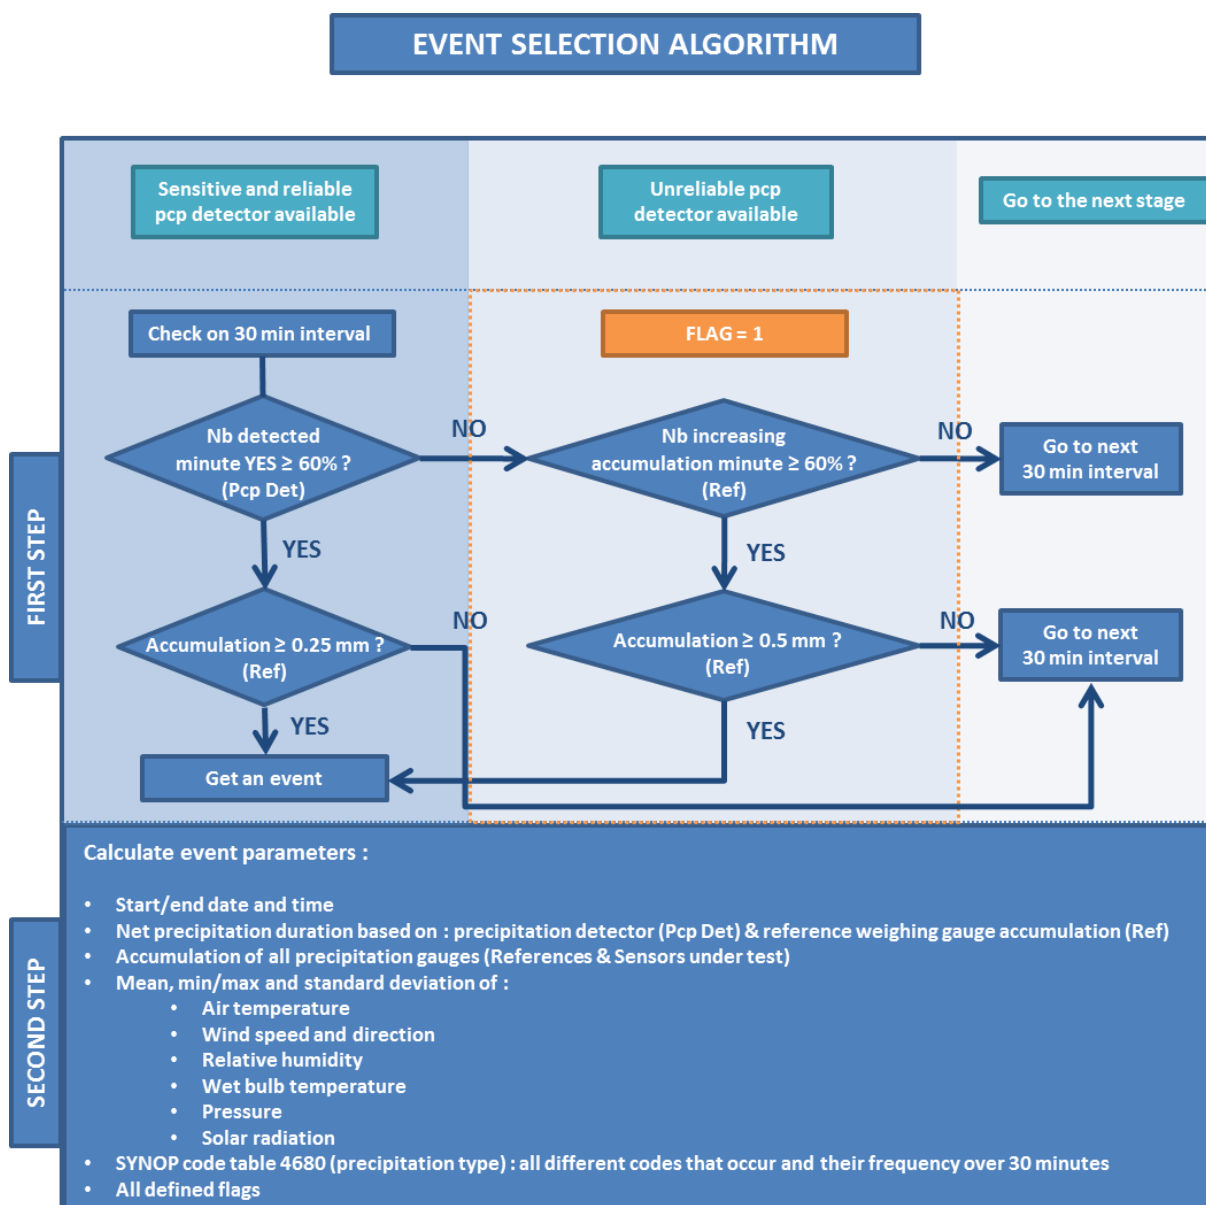 EVENT SELECTION ALGORITHM
Sensitive and reliable
pcp detector available
Unreliable pcp
detector available
Go to the next stage
FIRST STEP
Check on 30 min interval
FLAG = 1
Nb detected
minute YES ≥ 60% ?
(Pcp Det)
NO
Nb increasing
accumulation minute ≥ 60% ?
(Ref)
NO
Go to next
30 min interval
YES
YES
Accumulation ≥ 0.25 mm ?
(Ref)
NO
Accumulation ≥ 0.5 mm ?
(Ref)
NO
Go to next
30 min interval
YES
YES
Get an event
SECOND STEP
Calculate event parameters :
• Start/end date and time
• Net precipitation duration based on : precipitation detector (Pcp Det) & reference weighing gauge accumulation (Ref)
• Accumulation of all precipitation gauges (References & Sensors under test)
• Mean, min/max and standard deviation of :
• Air temperature
• Wind speed and direction
• Relative humidity
• Wet bulb temperature
• Pressure
• Solar radiation
• SYNOP code table 4680 (precipitation type) : all different codes that occur and their frequency over 30 minutes
• All defined flags